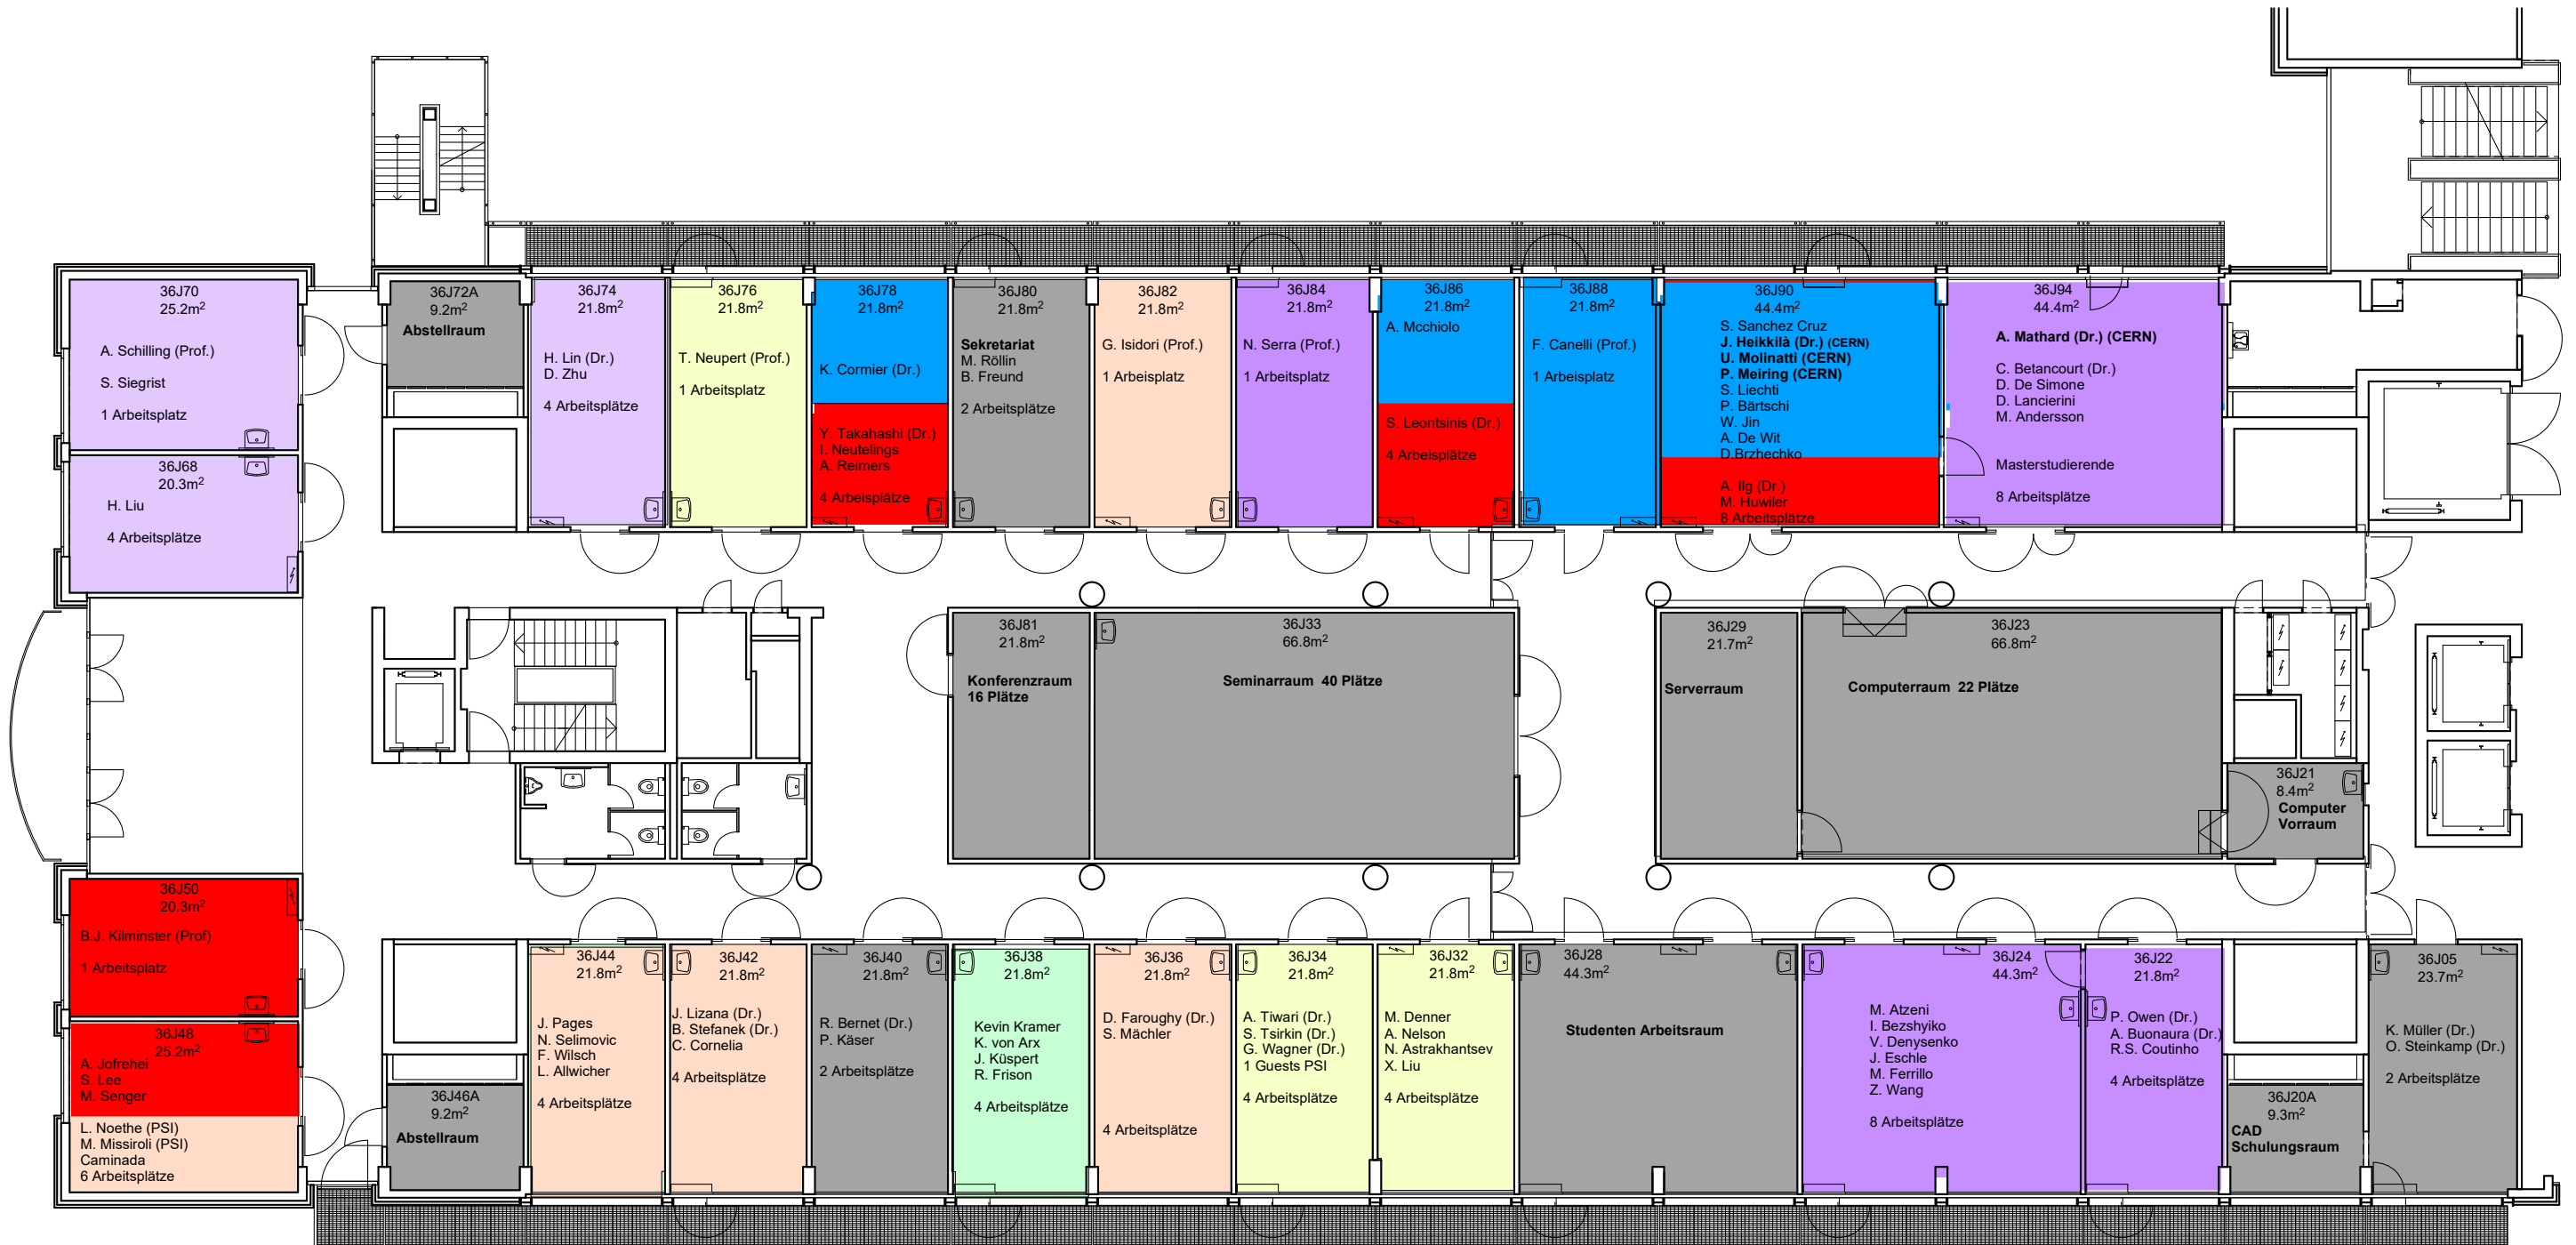 36J70
25.2m²
A. Schilling (Prof.)
S. Siegrist
1 Arbeitsplatz
36J68
20.3m²
H. Liu
4 Arbeitsplätze
36J72A
9.2m²
Abstellraum
36J74
21.8m²
H. Lin (Dr.)
D. Zhu
4 Arbeitsplätze
36J76
21.8m²
T. Neupert (Prof.)
1 Arbeitsplatz
36J78
21.8m²
K. Cormier (Dr.)
Y. Takahashi (Dr.)
I. Neutelings
A. Reimers
4 Arbeisplätze
36J80
21.8m²
Sekretariat
M. Röllin
B. Freund
2 Arbeitsplätze
36J82
21.8m²
G. Isidori (Prof.)
1 Arbeisplatz
36J84
21.8m²
N. Serra (Prof.)
1 Arbeitsplatz
36J86
21.8m²
A. Mcchiolo
S. Leontsinis (Dr.)
4 Arbeisplätze
36J88
21.8m²
F. Canelli (Prof.)
1 Arbeitsplatz
36J90
44.4m²
S. Sanchez Cruz
J. Heikkilà (Dr.) (CERN)
U. Molinatti (CERN)
P. Meiring (CERN)
S. Liechti
P. Bärtschi
W. Jin
A. De Wit
D.Brzhechko
A. Ilg (Dr.)
M. Huwiler
8 Arbeitsplätze
36J94
44.4m²
A. Mathard (Dr.) (CERN)
C. Betancourt (Dr.)
D. De Simone
D. Lancierini
M. Andersson
Masterstudierende
8 Arbeitsplätze
36J81
21.8m²
Konferenzraum
16 Plätze
36J33
66.8m²
Seminarraum 40 Plätze
36J29
21.7m²
Serverraum
36J23
66.8m²
Computerraum 22 Plätze
36J21
8.4m²
Computer
Vorraum
36J50
20.3m²
B.J. Kilminster (Prof)
1 Arbeitsplatz
36J48
25.2m²
A. Jofrehei
S. Lee
M. Senger
L. Noethe (PSI)
M. Missiroli (PSI)
Caminada
6 Arbeitsplätze
36J46A
9.2m²
Abstellraum
36J44
21.8m²
J. Pages
N. Selimovic
F. Wilsch
L. Allwicher
4 Arbeitsplätze
36J42
21.8m²
J. Lizana (Dr.)
B. Stefanek (Dr.)
C. Cornelia
4 Arbeitsplätze
36J40
21.8m²
R. Bernet (Dr.)
P. Käser
2 Arbeitsplätze
36J38
21.8m²
Kevin Kramer
K. von Arx
J. Küspert
R. Frison
4 Arbeitsplätze
36J36
21.8m²
D. Faroughy (Dr.)
S. Mächler
4 Arbeitsplätze
36J34
21.8m²
A. Tiwari (Dr.)
S. Tsirkin (Dr.)
G. Wagner (Dr.)
1 Guests PSI
4 Arbeitsplätze
36J32
21.8m²
M. Denner
A. Nelson
N. Astrakhantsev
X. Liu
4 Arbeitsplätze
36J28
44.3m²
Studenten Arbeitsraum
36J24
44.3m²
M. Atzeni
I. Bezshyiko
V. Denysenko
J. Eschle
M. Ferrillo
Z. Wang
8 Arbeitsplätze
36J22
21.8m²
P. Owen (Dr.)
A. Buonaura (Dr.)
R.S. Coutinho
4 Arbeitsplätze
36J20A
9.3m²
CAD
Schulungsraum
36J05
23.7m²
K. Müller (Dr.)
O. Steinkamp (Dr.)
2 Arbeitsplätze